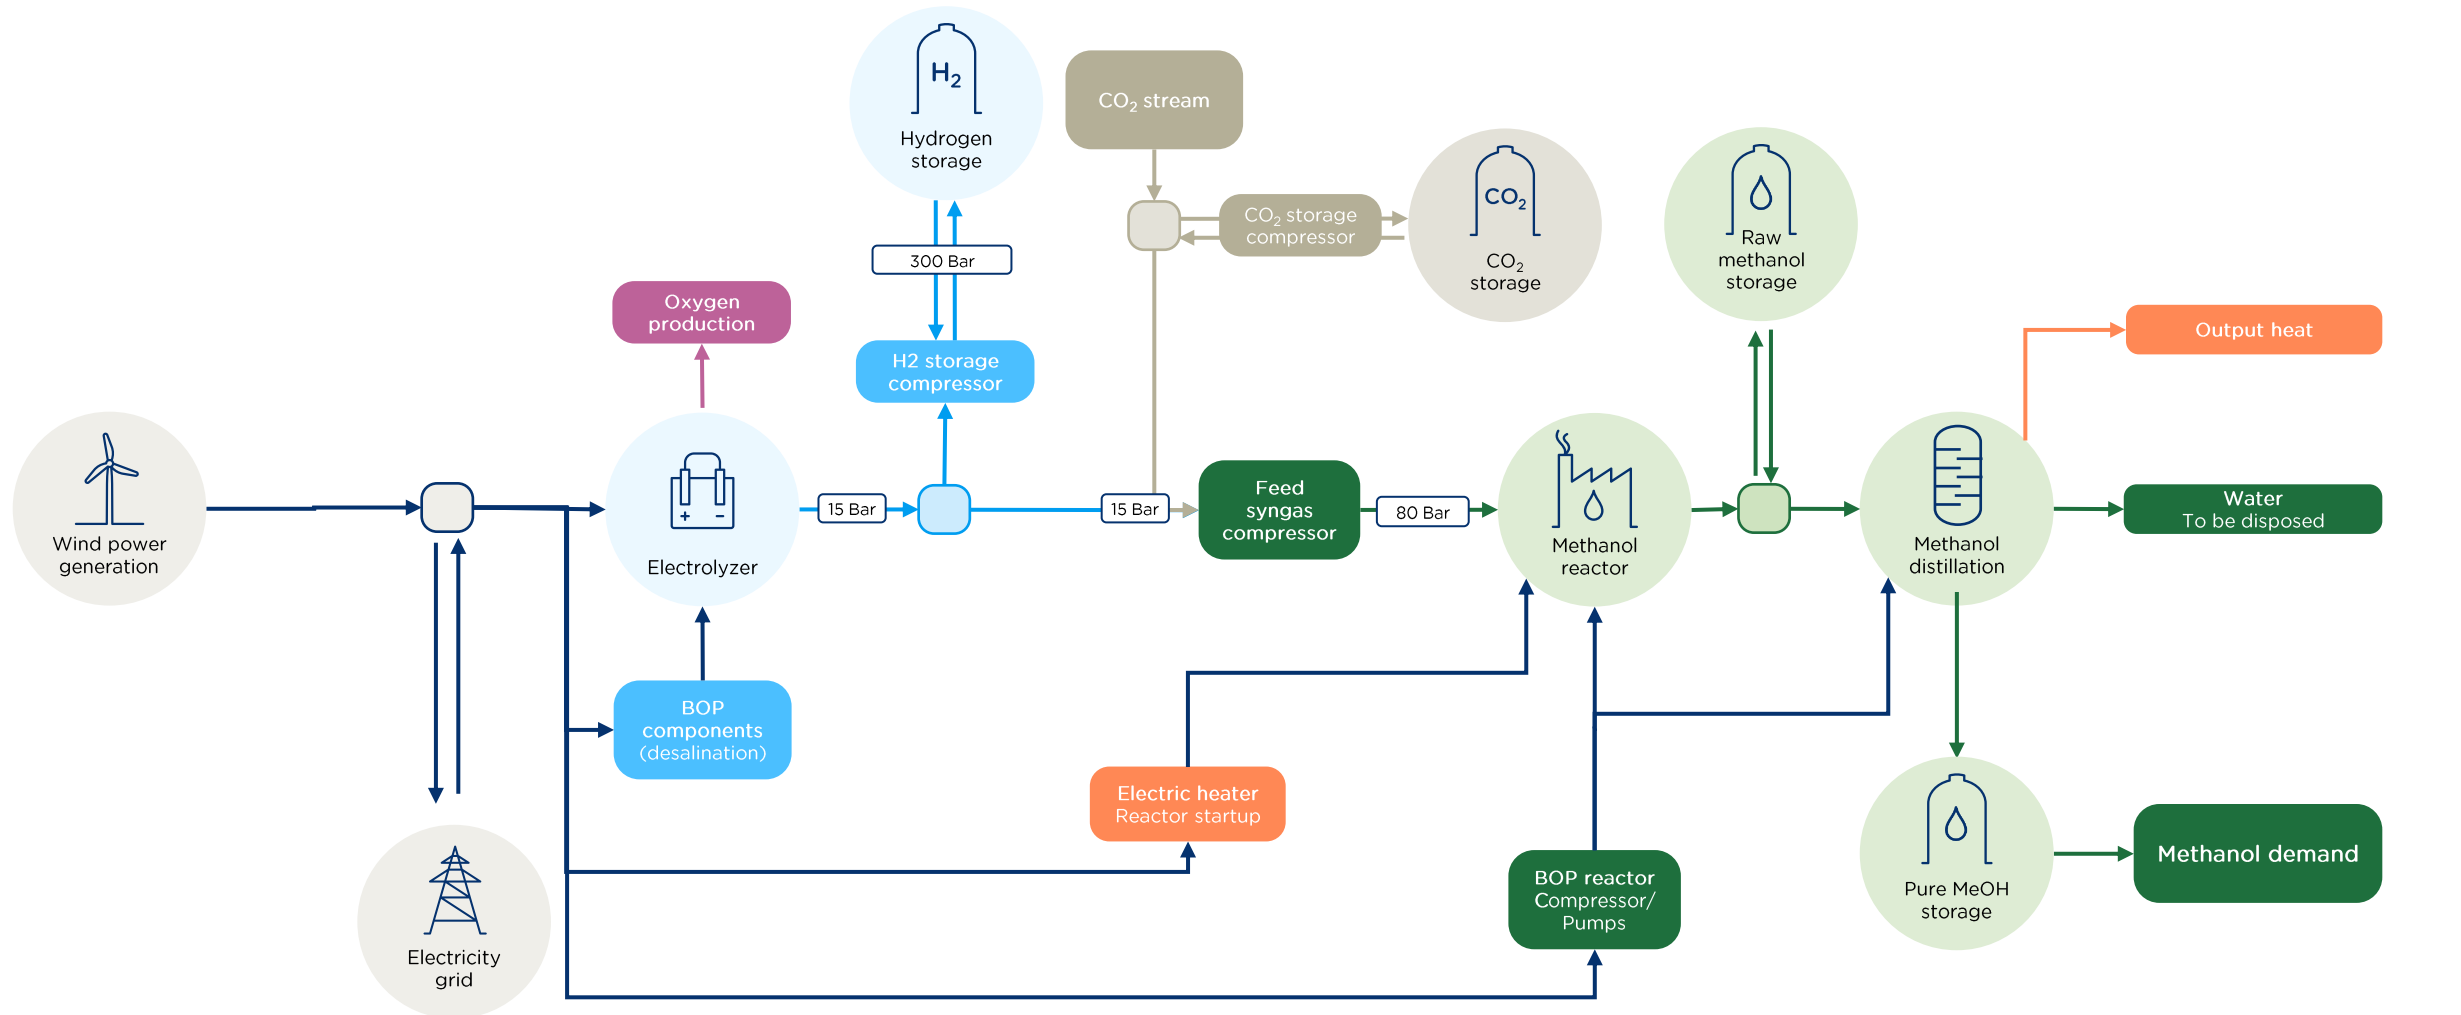 H2
Hydrogen
storage
300 Bar
H2 storage
compressor
CO2 stream
CO2 storage
compressor
CO2
CO2
storage
Raw
methanol
storage
Oxygen
production
Output heat
Wind power
generation
+ −
Electrolyzer
15 Bar
15 Bar
Feed
syngas
compressor
80 Bar
Methanol
reactor
Methanol
distillation
Water
To be disposed
BOP
components
(desalination)
Electric heater
Reactor startup
BOP reactor
Compressor/
Pumps
Pure MeOH
storage
Methanol demand
Electricity
grid